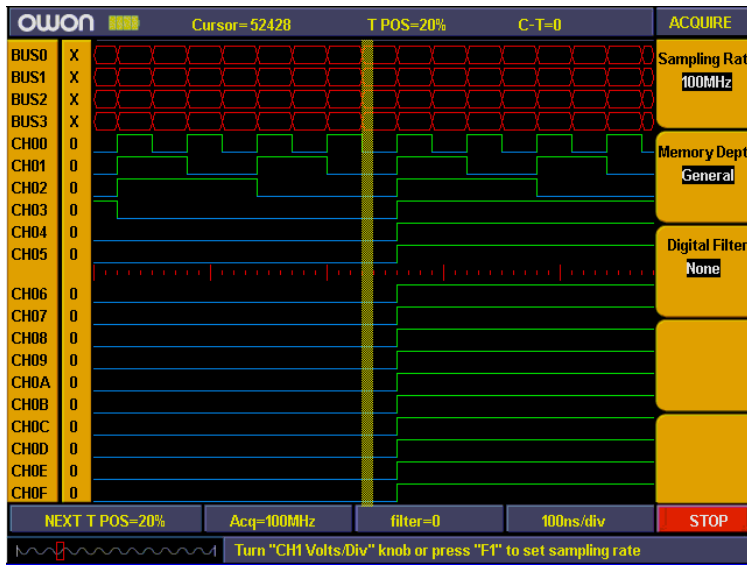 OWON Cursor=52428 T POS=20% C-T=0 ACQUIRE
BUS0 X
BUS1 X
BUS2 X
BUS3 X
CH00 0
CH01 0
CH02 0
CH03 0
CH04 0
CH05 0
CH06 0
CH07 0
CH08 0
CH09 0
CH0A 0
CH0B 0
CH0C 0
CH0D 0
CH0E 0
CH0F 0
Sampling Rat
100MHz
Memory Dept
General
Digital Filter
None
NEXT T POS=20% Acq=100MHz filter=0 100ns/div STOP
Turn "CH1 Volts/Div" knob or press "F1" to set sampling rate